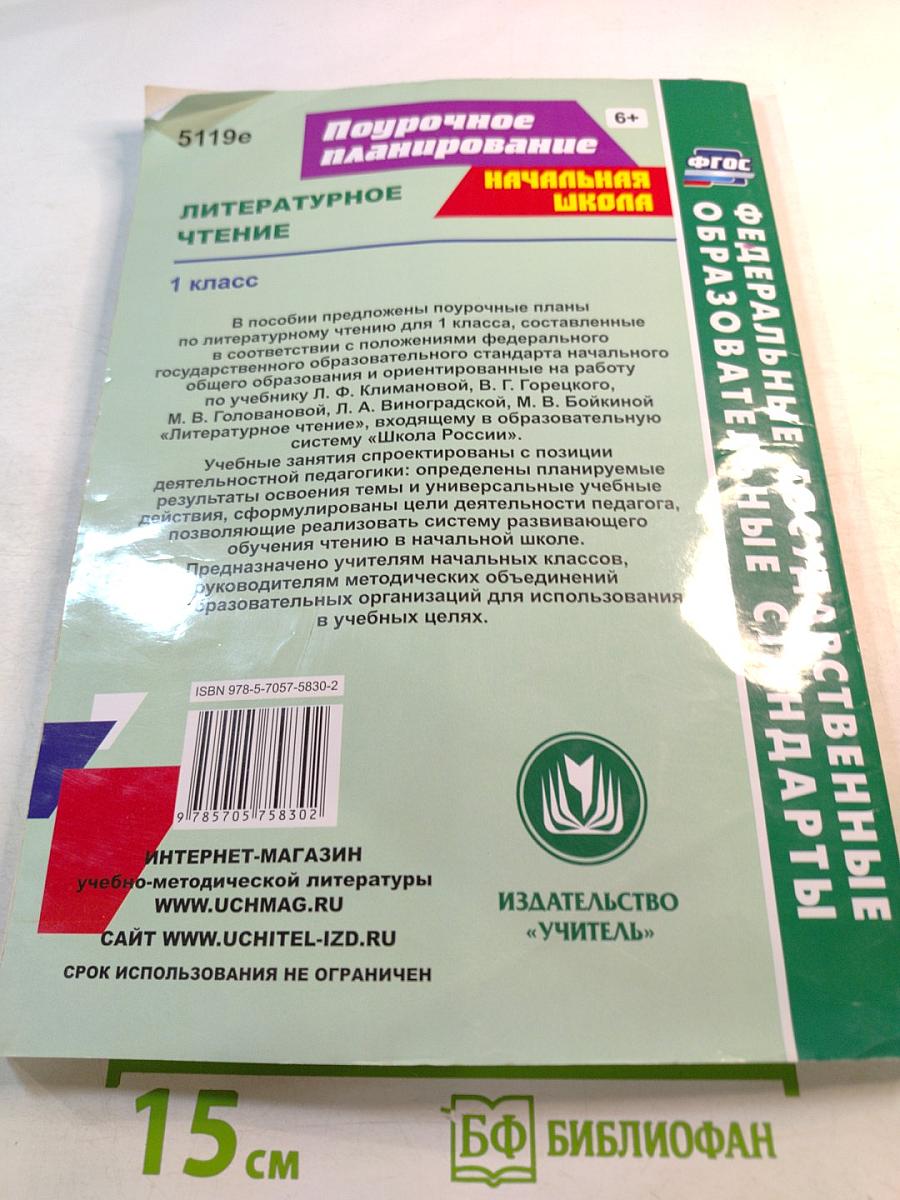 5119е
Поурочное
планирование
6+
НАЧАЛЬНАЯ
ШКОЛА
ФГОС
ФЕДЕРАЛЬНЫЕ ГОСУДАРСТВЕННЫЕ
ОБРАЗОВАТЕЛЬНЫЕ СТАНДАРТЫ
ЛИТЕРАТУРНОЕ
ЧТЕНИЕ
1 класс
В пособии предложены поурочные планы
по литературному чтению для 1 класса, составленные
в соответствии с положениями федерального
государственного образовательного стандарта начального
общего образования и ориентированные на работу
по учебнику Л. Ф. Климановой, В. Г. Горецкого,
М. В. Головановой, Л. А. Виноградской, М. В. Бойкиной
«Литературное чтение», входящему в образовательную
систему «Школа России».
Учебные занятия спроектированы с позиции
деятельностной педагогики: определены планируемые
результаты освоения темы и универсальные учебные
действия, сформулированы цели деятельности педагога,
позволяющие реализовать систему развивающего
обучения чтению в начальной школе.
Предназначено учителям начальных классов,
руководителям методических объединений
образовательных организаций для использования
в учебных целях.
ISBN 978-5-7057-5830-2
9 785705 758302
ИНТЕРНЕТ-МАГАЗИН
учебно-методической литературы
WWW.UCHMAG.RU
САЙТ WWW.UCHITEL-IZD.RU
СРОК ИСПОЛЬЗОВАНИЯ НЕ ОГРАНИЧЕН
ИЗДАТЕЛЬСТВО
«УЧИТЕЛЬ»
15 см
БФ БИБЛИОФАН